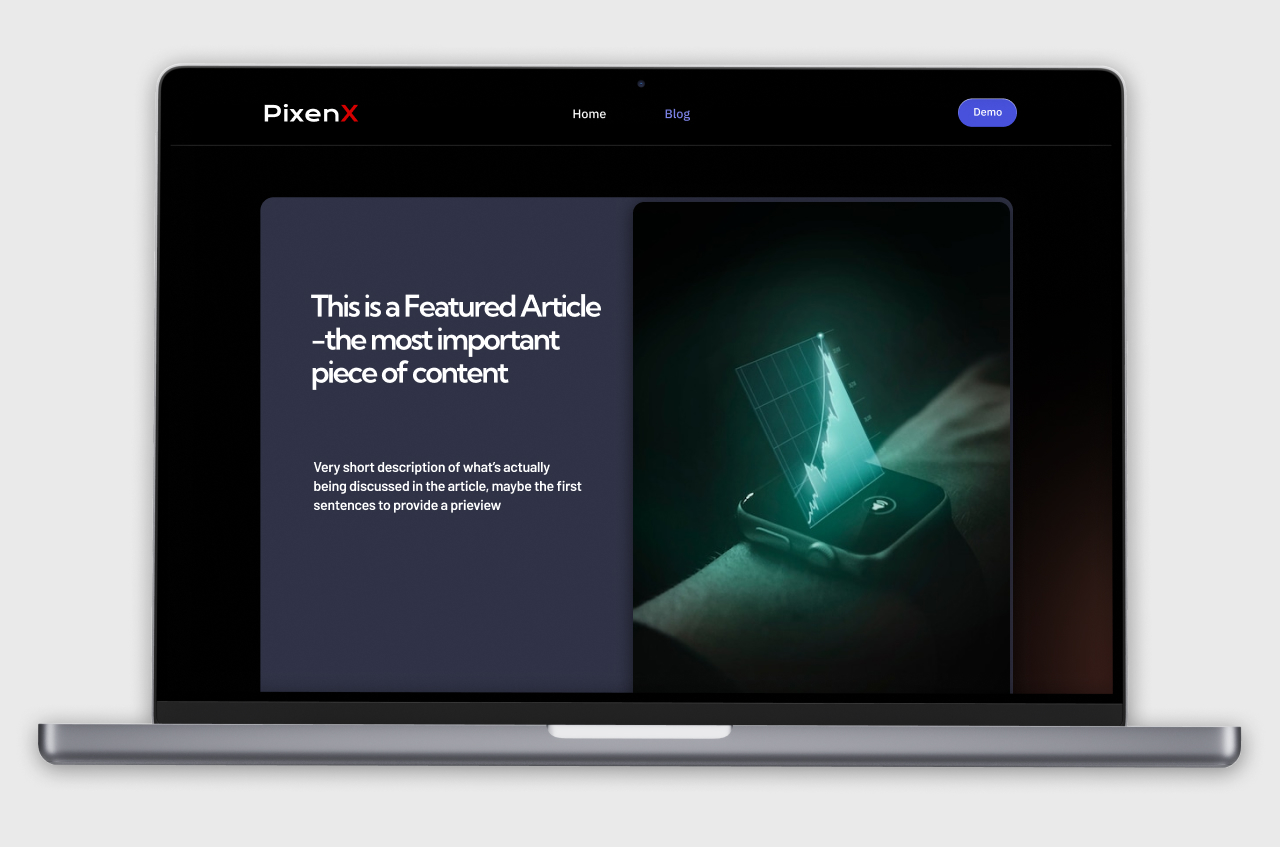 PixenX
Home
Blog
Demo
This is a Featured Article
-the most important
piece of content
Very short description of what's actually
being discussed in the article, maybe the first
sentences to provide a prieview